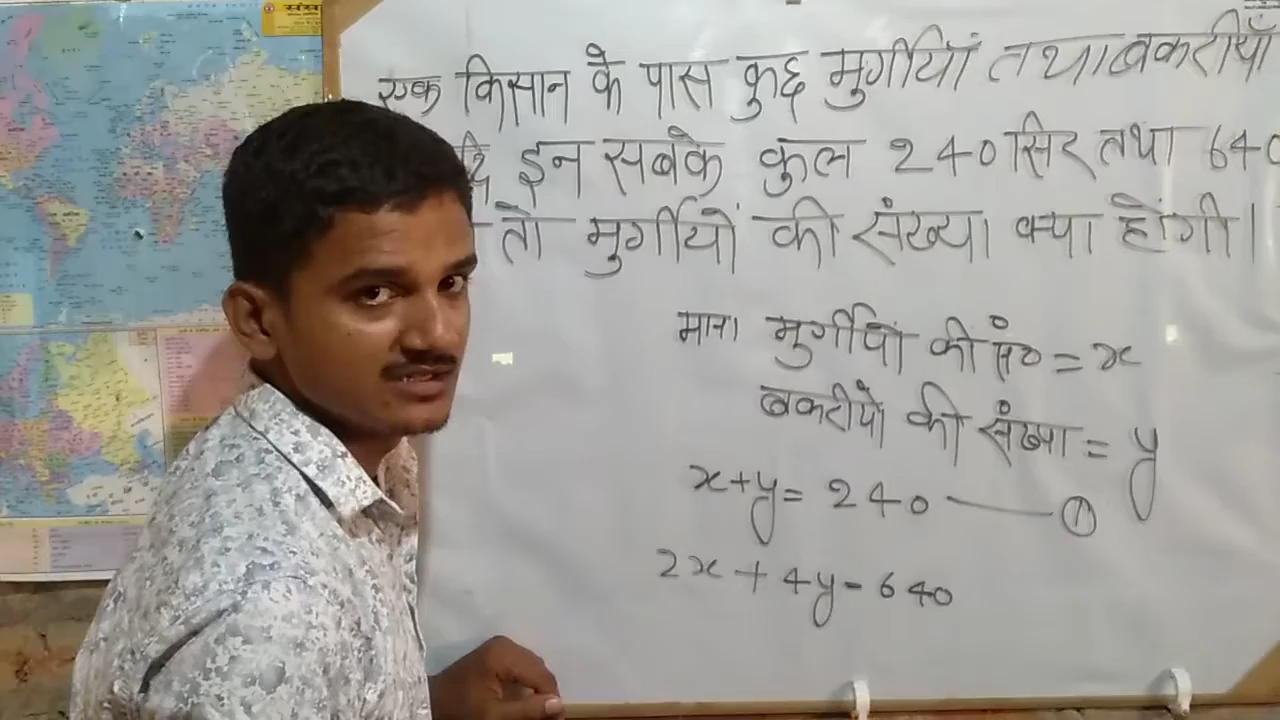 एक किसान के पास कुछ मुर्गीयां तथा बकरीयाँ
इन सबके कुल 240 सिर तथा 640
तो मुर्गीयों की संख्या क्या होंगी।
माना मुर्गीयो की सं० = x
बकरीयो की संख्या = y
x+y= 240 —— ①
2x + 4y = 640